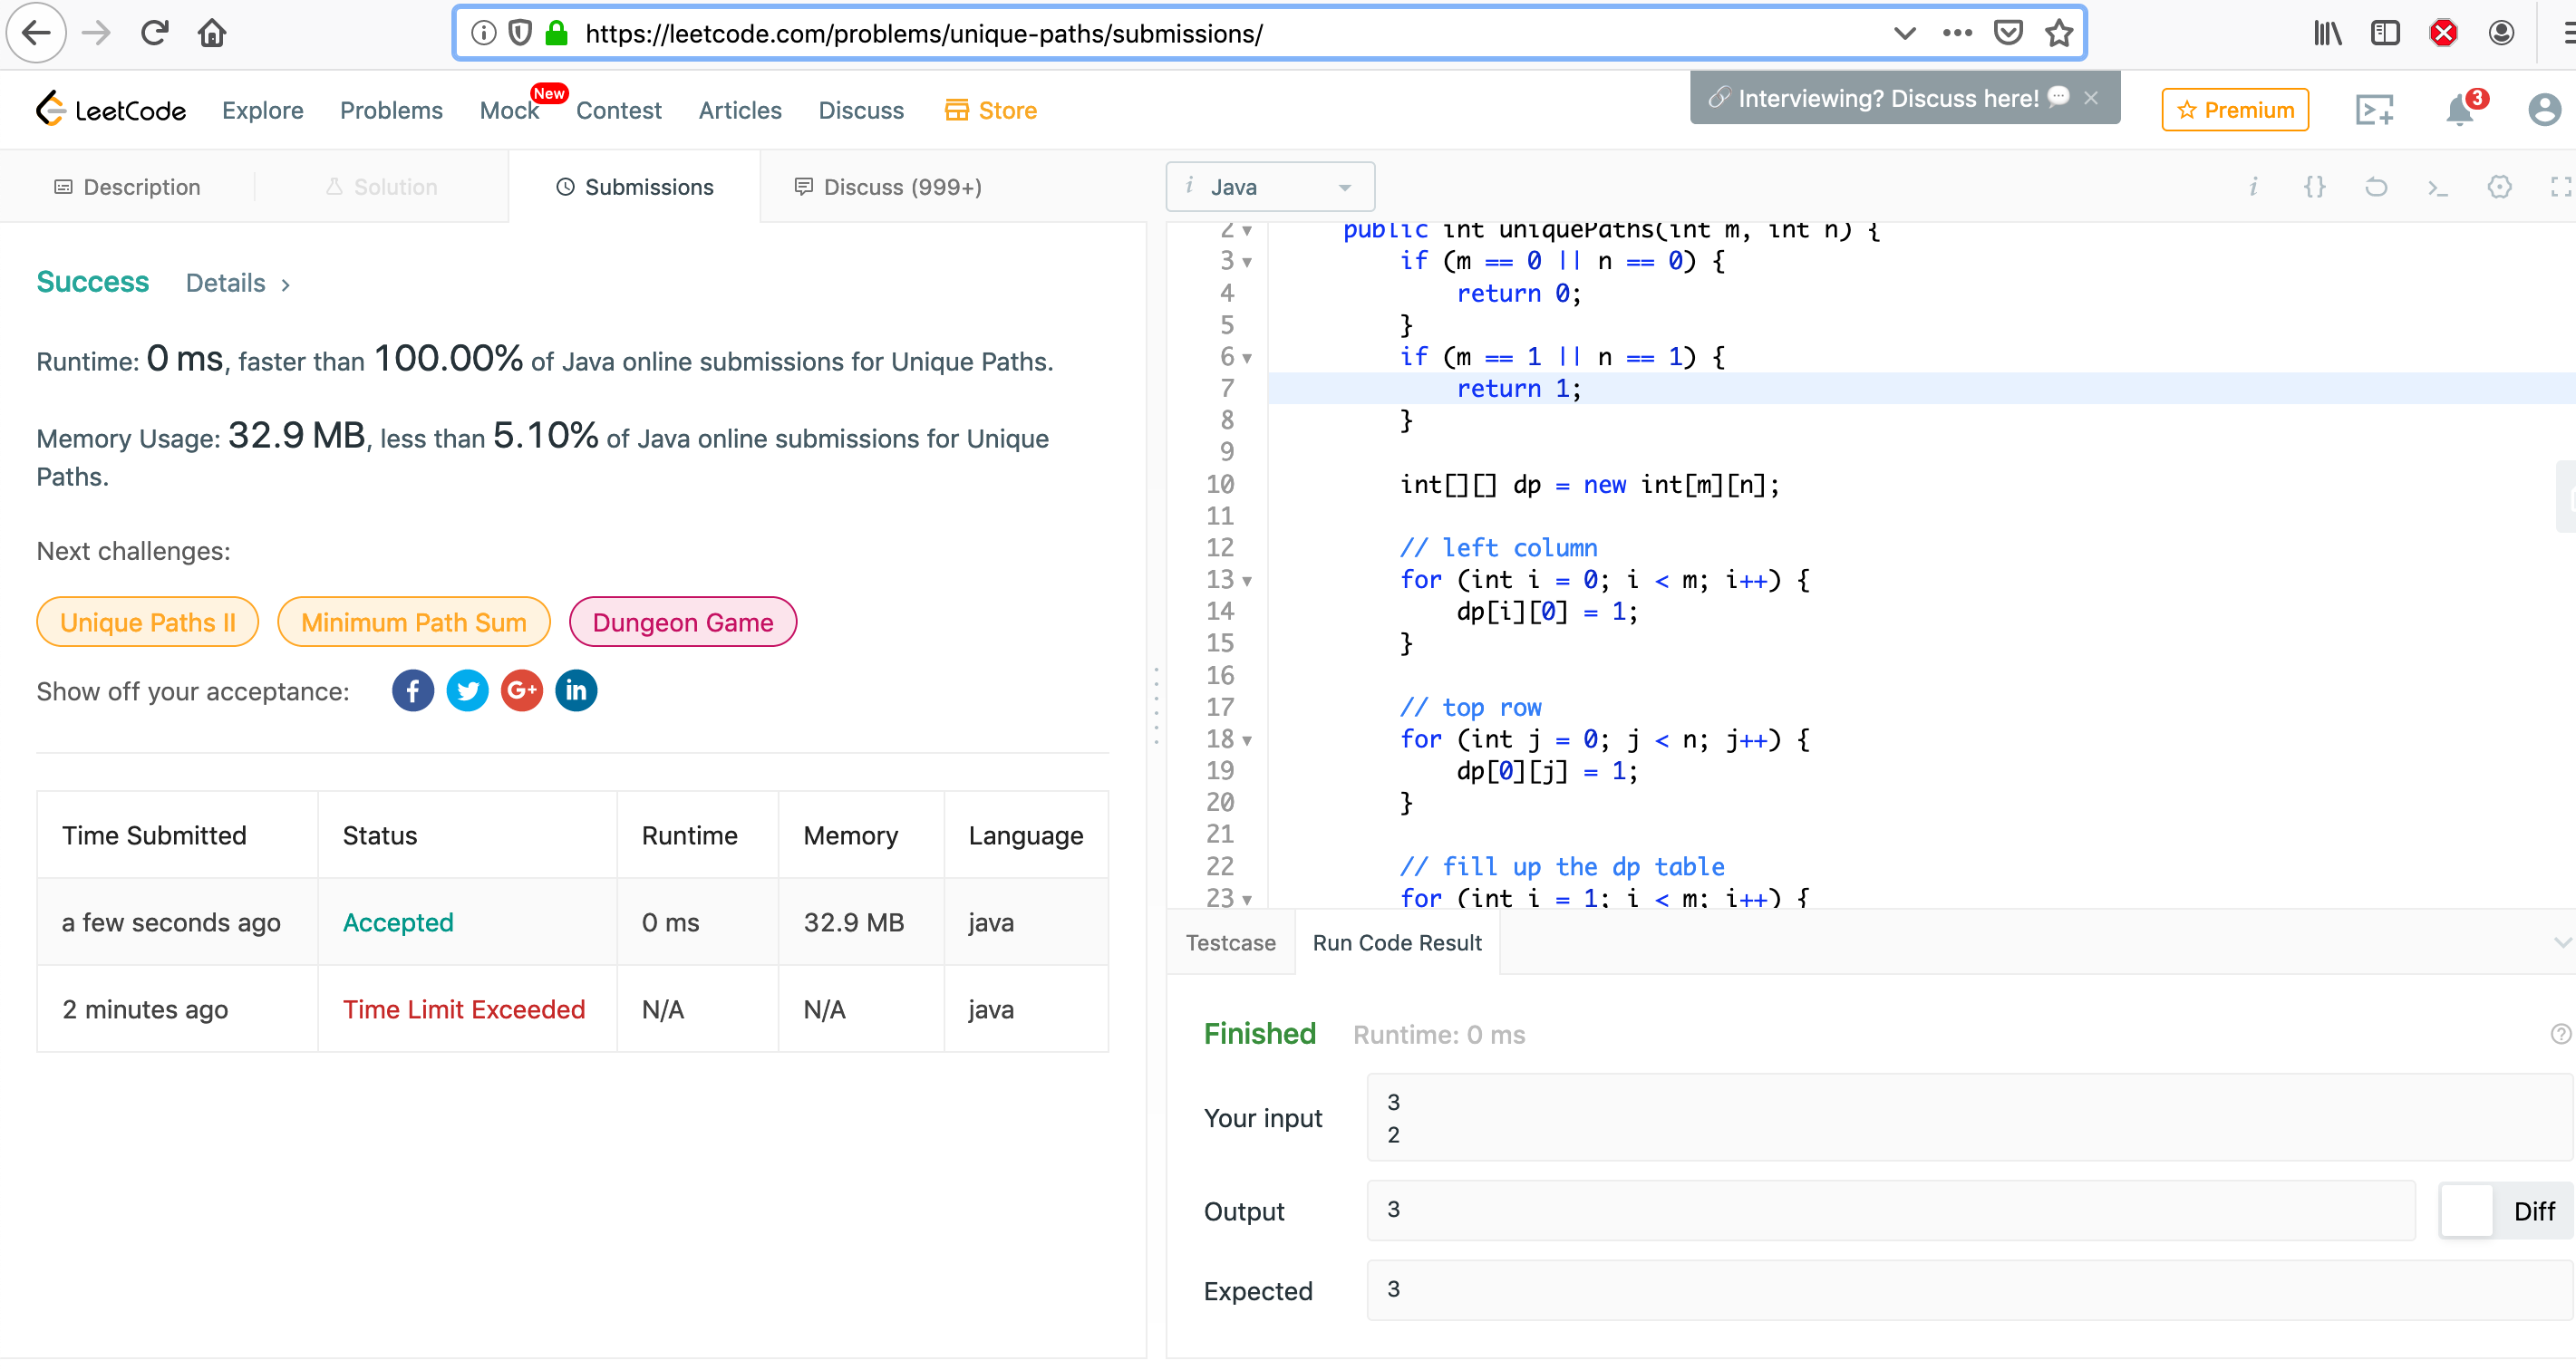 https://leetcode.com/problems/unique-paths/submissions/
LeetCode Explore Problems Mock New Contest Articles Discuss Store Interviewing? Discuss here! × Premium 3
Description Solution Submissions Discuss (999+)
Success Details >
Runtime: 0 ms, faster than 100.00% of Java online submissions for Unique Paths.
Memory Usage: 32.9 MB, less than 5.10% of Java online submissions for Unique
Paths.
Next challenges:
Unique Paths II Minimum Path Sum Dungeon Game
Show off your acceptance: f G+ in
Time Submitted Status Runtime Memory Language
a few seconds ago Accepted 0 ms 32.9 MB java
2 minutes ago Time Limit Exceeded N/A N/A java
i Java i {} >_
2 public int uniquePaths(int m, int n) {
3 if (m == 0 || n == 0) {
4 return 0;
5 }
6 if (m == 1 || n == 1) {
7 return 1;
8 }
9
10 int[][] dp = new int[m][n];
11
12 // left column
13 for (int i = 0; i < m; i++) {
14 dp[i][0] = 1;
15 }
16
17 // top row
18 for (int j = 0; j < n; j++) {
19 dp[0][j] = 1;
20 }
21
22 // fill up the dp table
23 for (int i = 1; i < m; i++) {
Testcase Run Code Result
Finished Runtime: 0 ms ?
Your input
3
2
Output 3 Diff
Expected 3